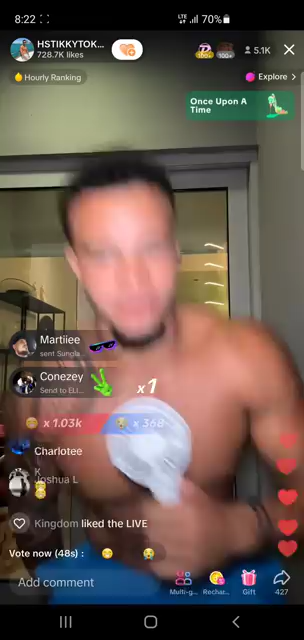 8:22
LTE
70%
HSTIKKYTOK...
728.7K likes
150+
100+
5.1K
Hourly Ranking
Explore >
Once Upon A
Time
Martiiee
sent Sungla...
Conezey
Send to ELI...
x1
x 1.03k
x 368
Charlotee
K
Joshua L
Kingdom liked the LIVE
Vote now (48s) :
Add comment
Multi-g...
Rechar...
Gift
427